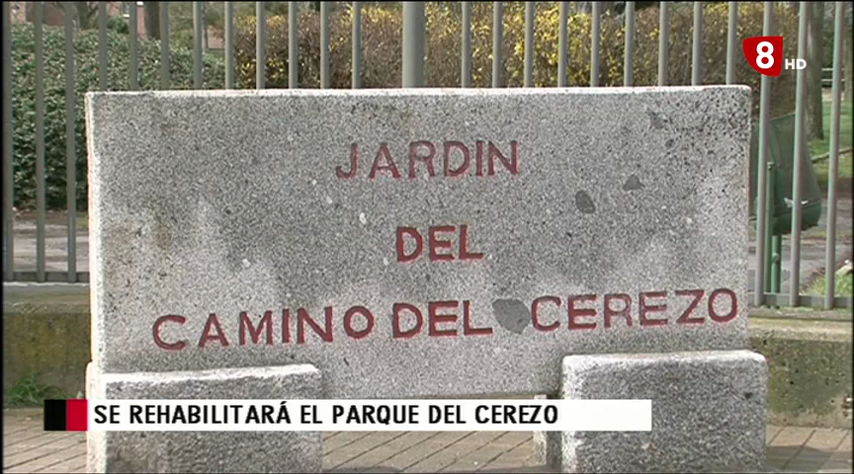 8 HD
JARDIN
DEL
CAMINO DEL CEREZO
SE REHABILITARÁ EL PARQUE DEL CEREZO